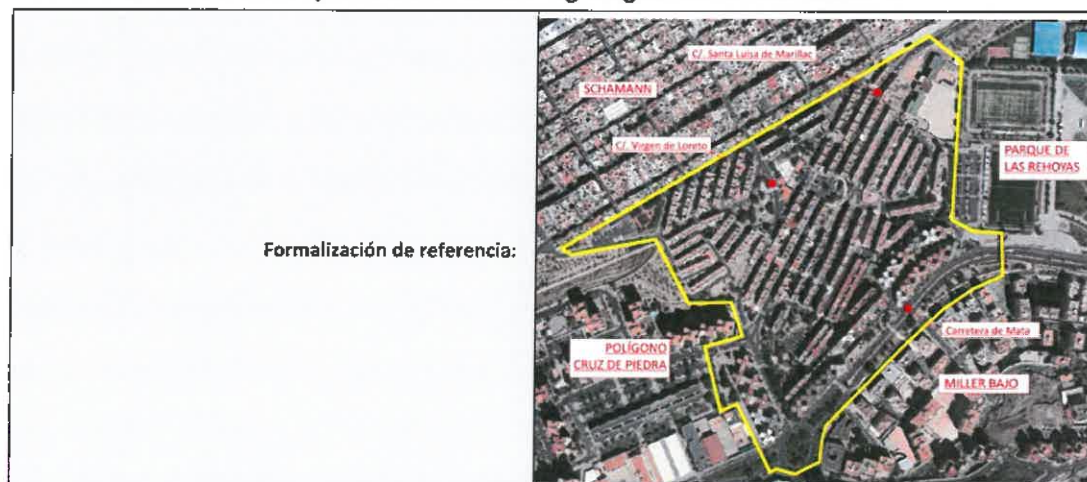 Formalización de referencia:
C/. Santa Luisa de Marillac
SCHAMANN
C/. Virgen de Loreto
PARQUE DE
LAS REHOYAS
Carretera de Mata
POLÍGONO
CRUZ DE PIEDRA
MILLER BAJO